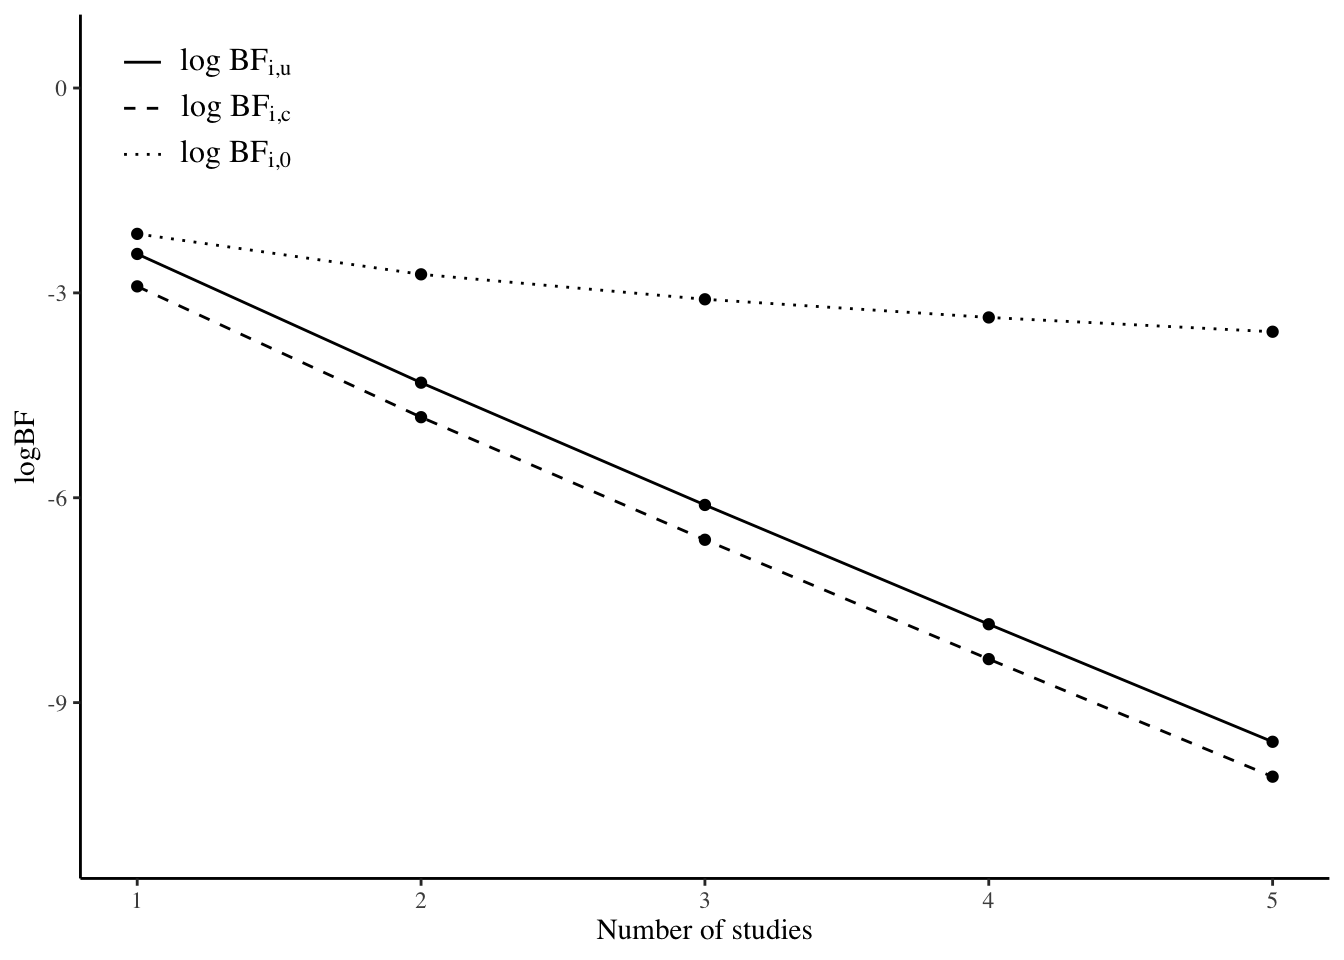 log BFi,u
log BFi,c
log BFi,0
0
-3
-6
-9
logBF
1 2 3 4 5
Number of studies